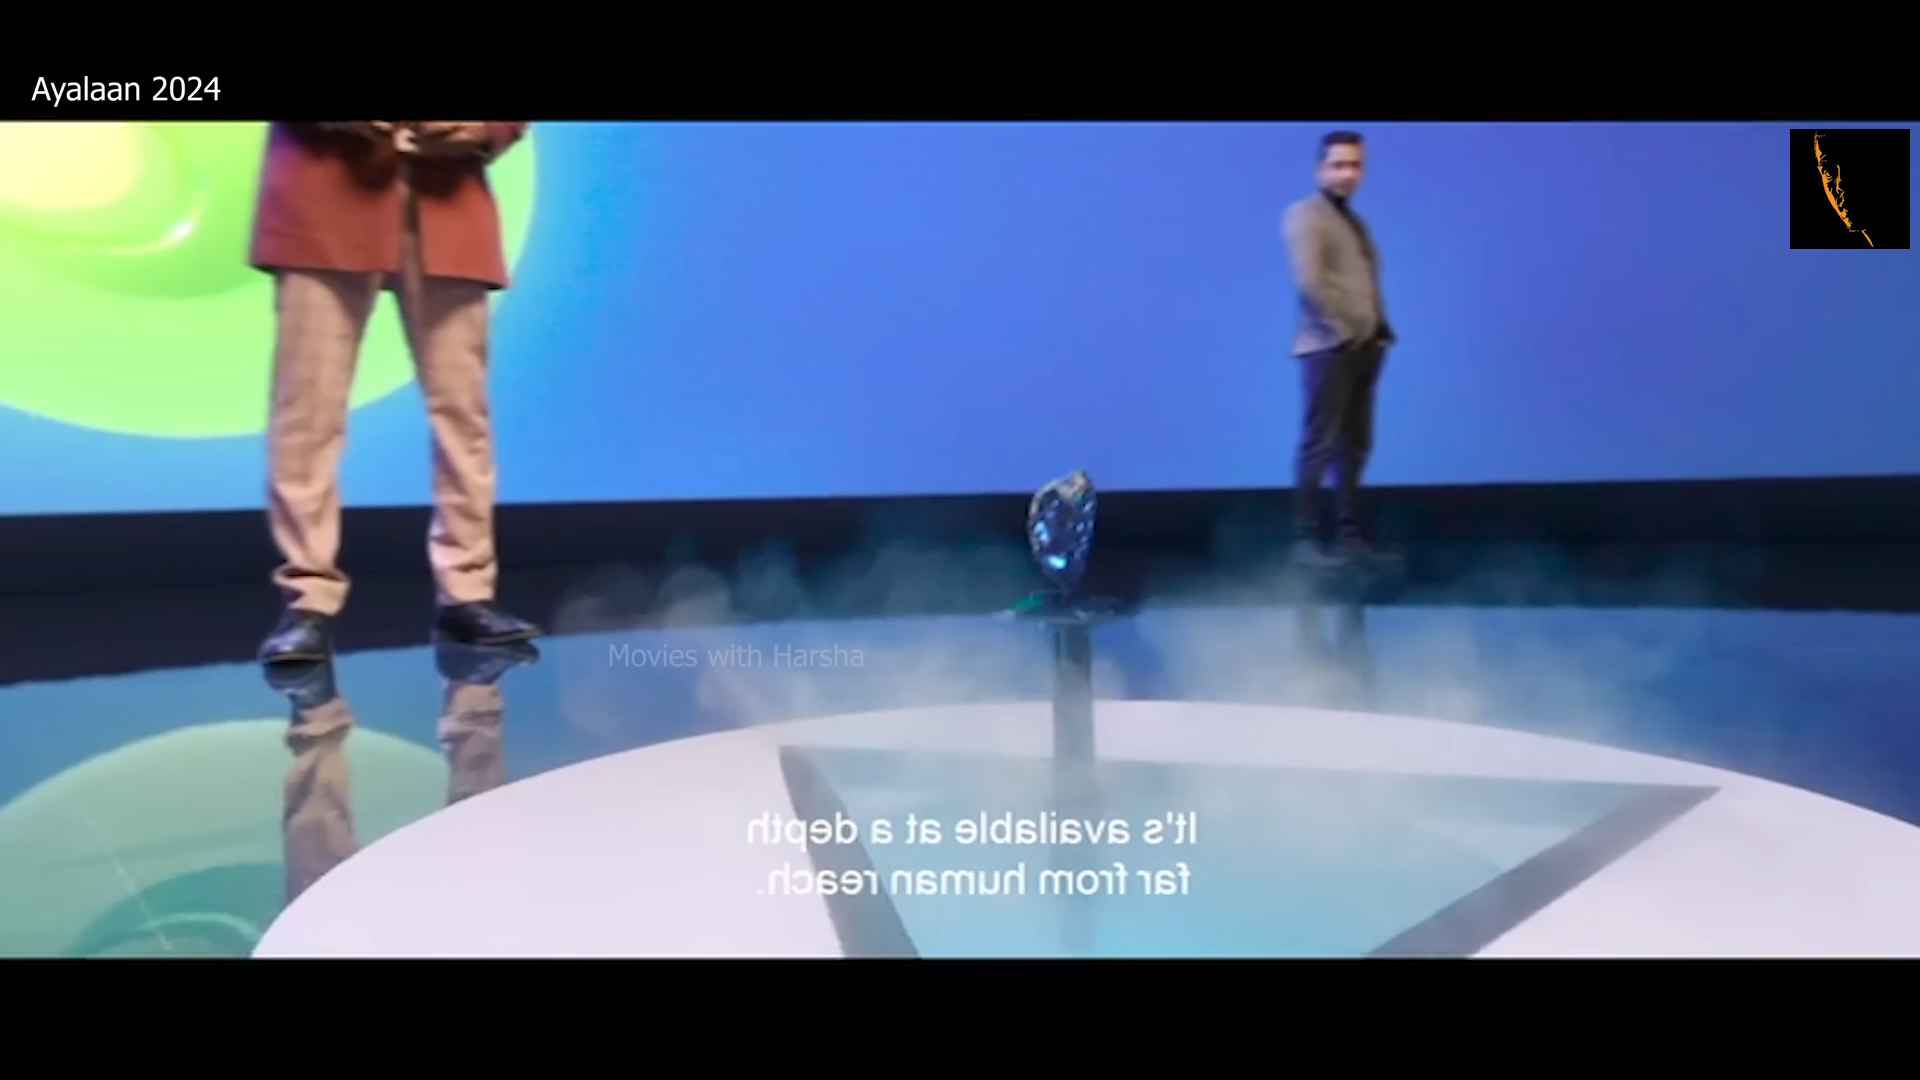 Ayalaan 2024
Movies with Harsha
It's available at a depth
far from human reach.